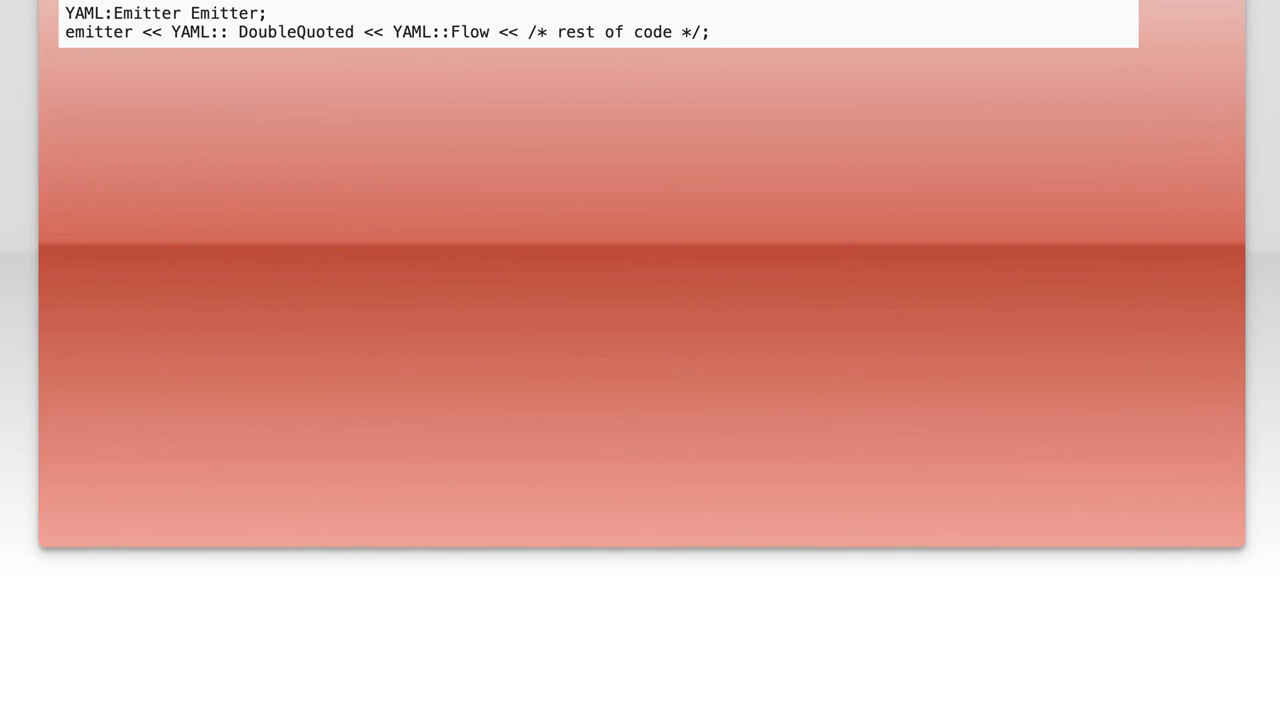 YAML:Emitter Emitter;
emitter << YAML:: DoubleQuoted << YAML::Flow << /* rest of code */;